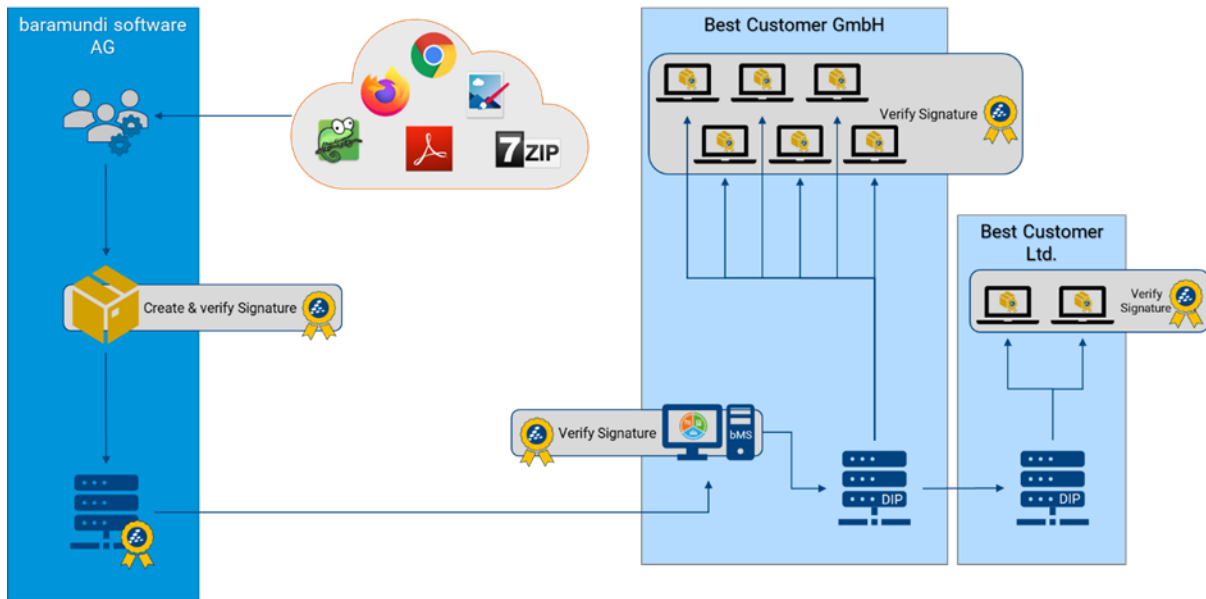 baramundi software
AG
7ZIP
Create & verify Signature
Best Customer GmbH
Verify Signature
Verify Signature
bMS
DIP
Best Customer
Ltd.
Verify
Signature
DIP